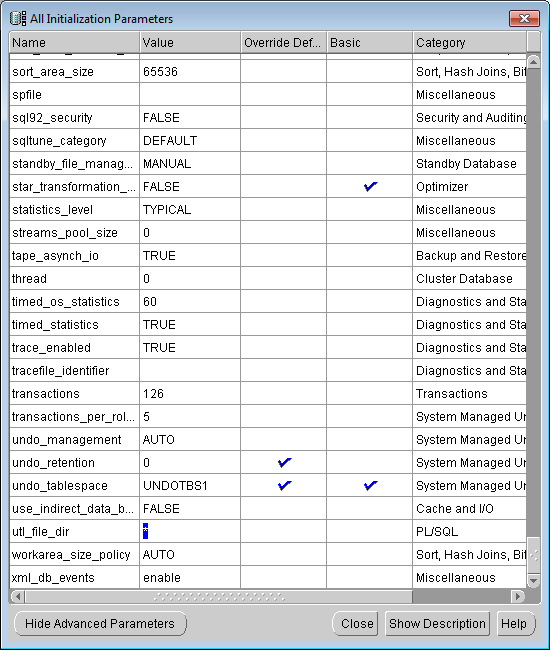 All Initialization Parameters
Name Value Override Def... Basic Category
sort_area_size 65536 Sort, Hash Joins, Bit
spfile Miscellaneous
sql92_security FALSE Security and Auditing
sqltune_category DEFAULT Miscellaneous
standby_file_manag... MANUAL Standby Database
star_transformation_... FALSE Optimizer
statistics_level TYPICAL Miscellaneous
streams_pool_size 0 Miscellaneous
tape_asynch_io TRUE Backup and Restore
thread 0 Cluster Database
timed_os_statistics 60 Diagnostics and Sta
timed_statistics TRUE Diagnostics and Sta
trace_enabled TRUE Diagnostics and Sta
tracefile_identifier Diagnostics and Sta
transactions 126 Transactions
transactions_per_rol... 5 System Managed Un
undo_management AUTO System Managed Un
undo_retention 0 System Managed Un
undo_tablespace UNDOTBS1 System Managed Un
use_indirect_data_b... FALSE Cache and I/O
utl_file_dir * PL/SQL
workarea_size_policy AUTO Sort, Hash Joins, Bit
xml_db_events enable Miscellaneous
Hide Advanced Parameters Close Show Description Help